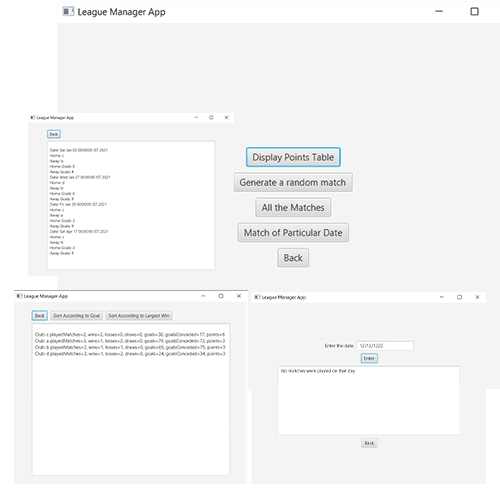 League Manager App
Display Points Table
Generate a random match
All the Matches
Match of Particular Date
Back
League Manager App
Back
Date Sat Jan 02 00:00:00 IST 2021
Home c
Away b
Home Goals
Away Goals
Date Wed Jan 27 00:00:00 IST 2021
Home d
Away b
Home Goals
Away Goals 9
Date Fri Jan 29 00:00:00 IST 2021
Home c
Away a
Home Goals 2
Away Goals 9
Date Sat Apr 17 00:00:00 IST 2021
Home c
Away b
Home Goals 2
Away Goals 9
League Manager App
Back Sort According to Goal Sort According to Largest Win
Club: c playedMatches=2, wins=2, losses=0, draws=0, goals=30, goalsConceded=17, points=6
Club: a playedMatches=3, wins=1, losses=2, draws=0, goals=79, goalsConceded=72, points=3
Club: b playedMatches=2, wins=1, losses=1, draws=0, goals=65, goalsConceded=75, points=3
Club: d playedMatches=3, wins=1, losses=2, draws=0, goals=24, goalsConceded=34, points=3
League Manager App
Enter the date 12/12/1222
Enter
No matches were played on that day
Back